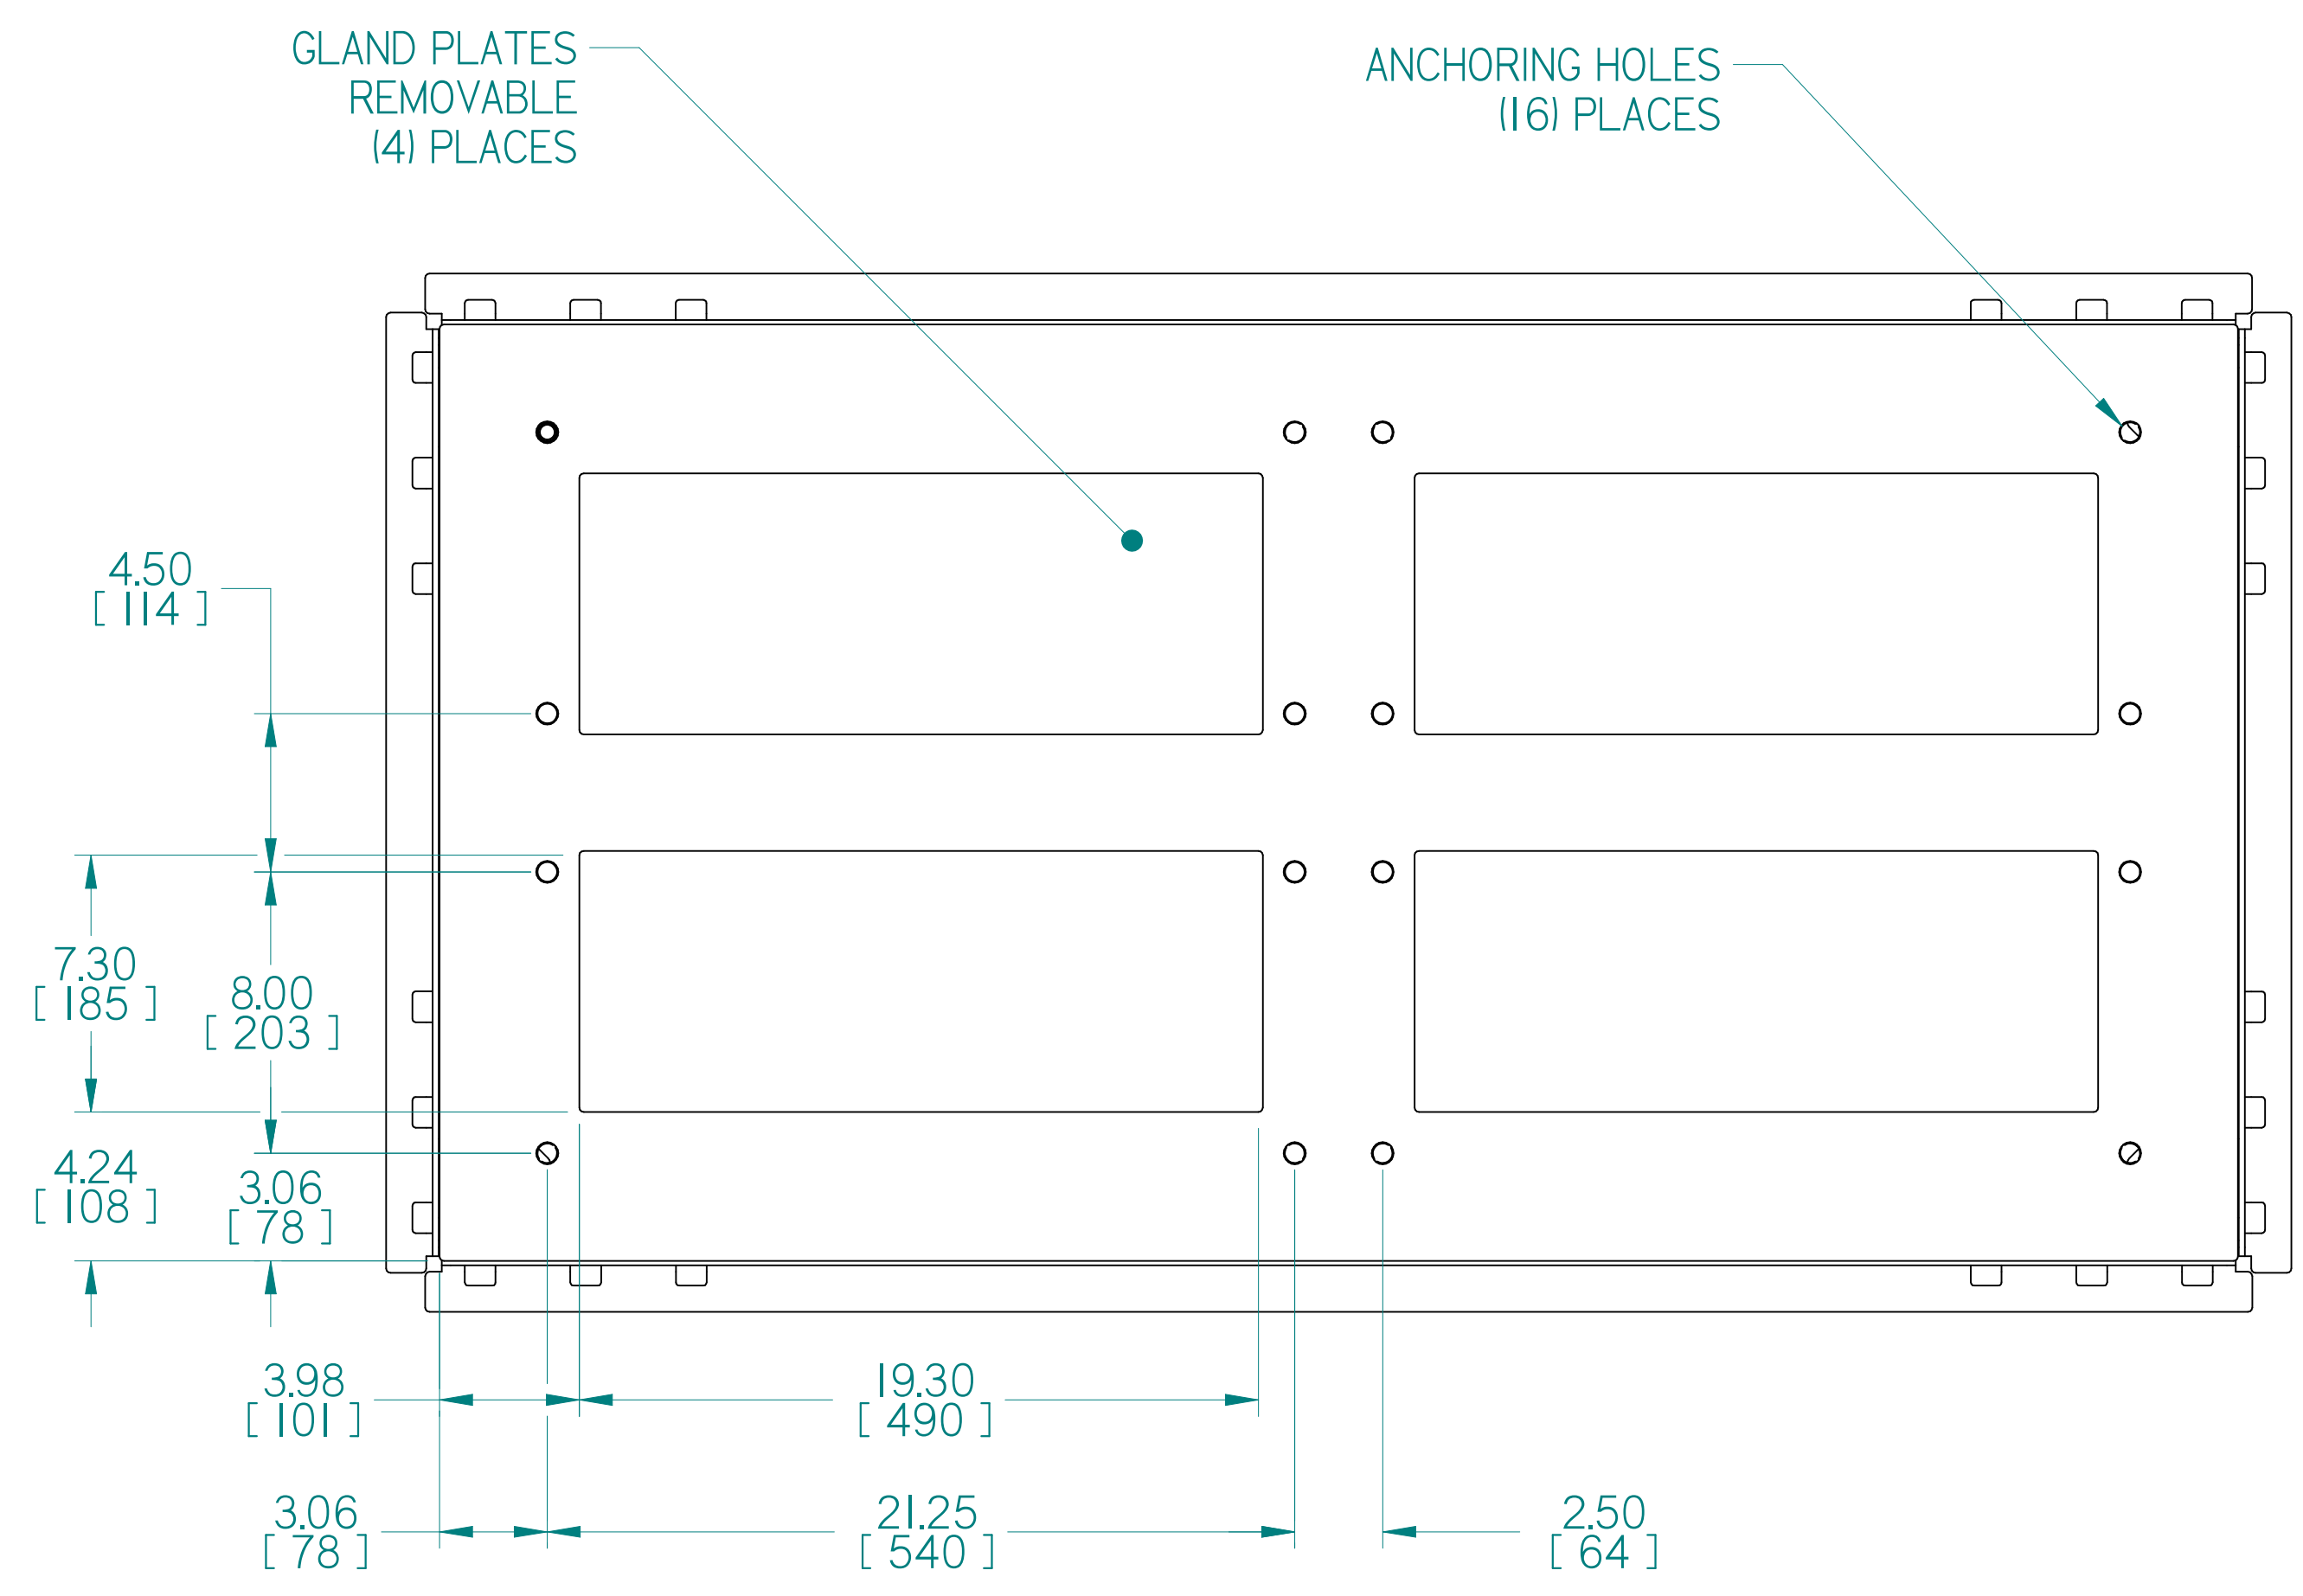 GLAND PLATES
REMOVABLE
(4) PLACES
ANCHORING HOLES
(16) PLACES
4.50
[ 114 ]
7.30
[ 185 ]
8.00
[ 203 ]
4.24
[ 108 ]
3.06
[ 78 ]
3.98
[ 101 ]
19.30
[ 490 ]
3.06
[ 78 ]
21.25
[ 540 ]
2.50
[ 64 ]